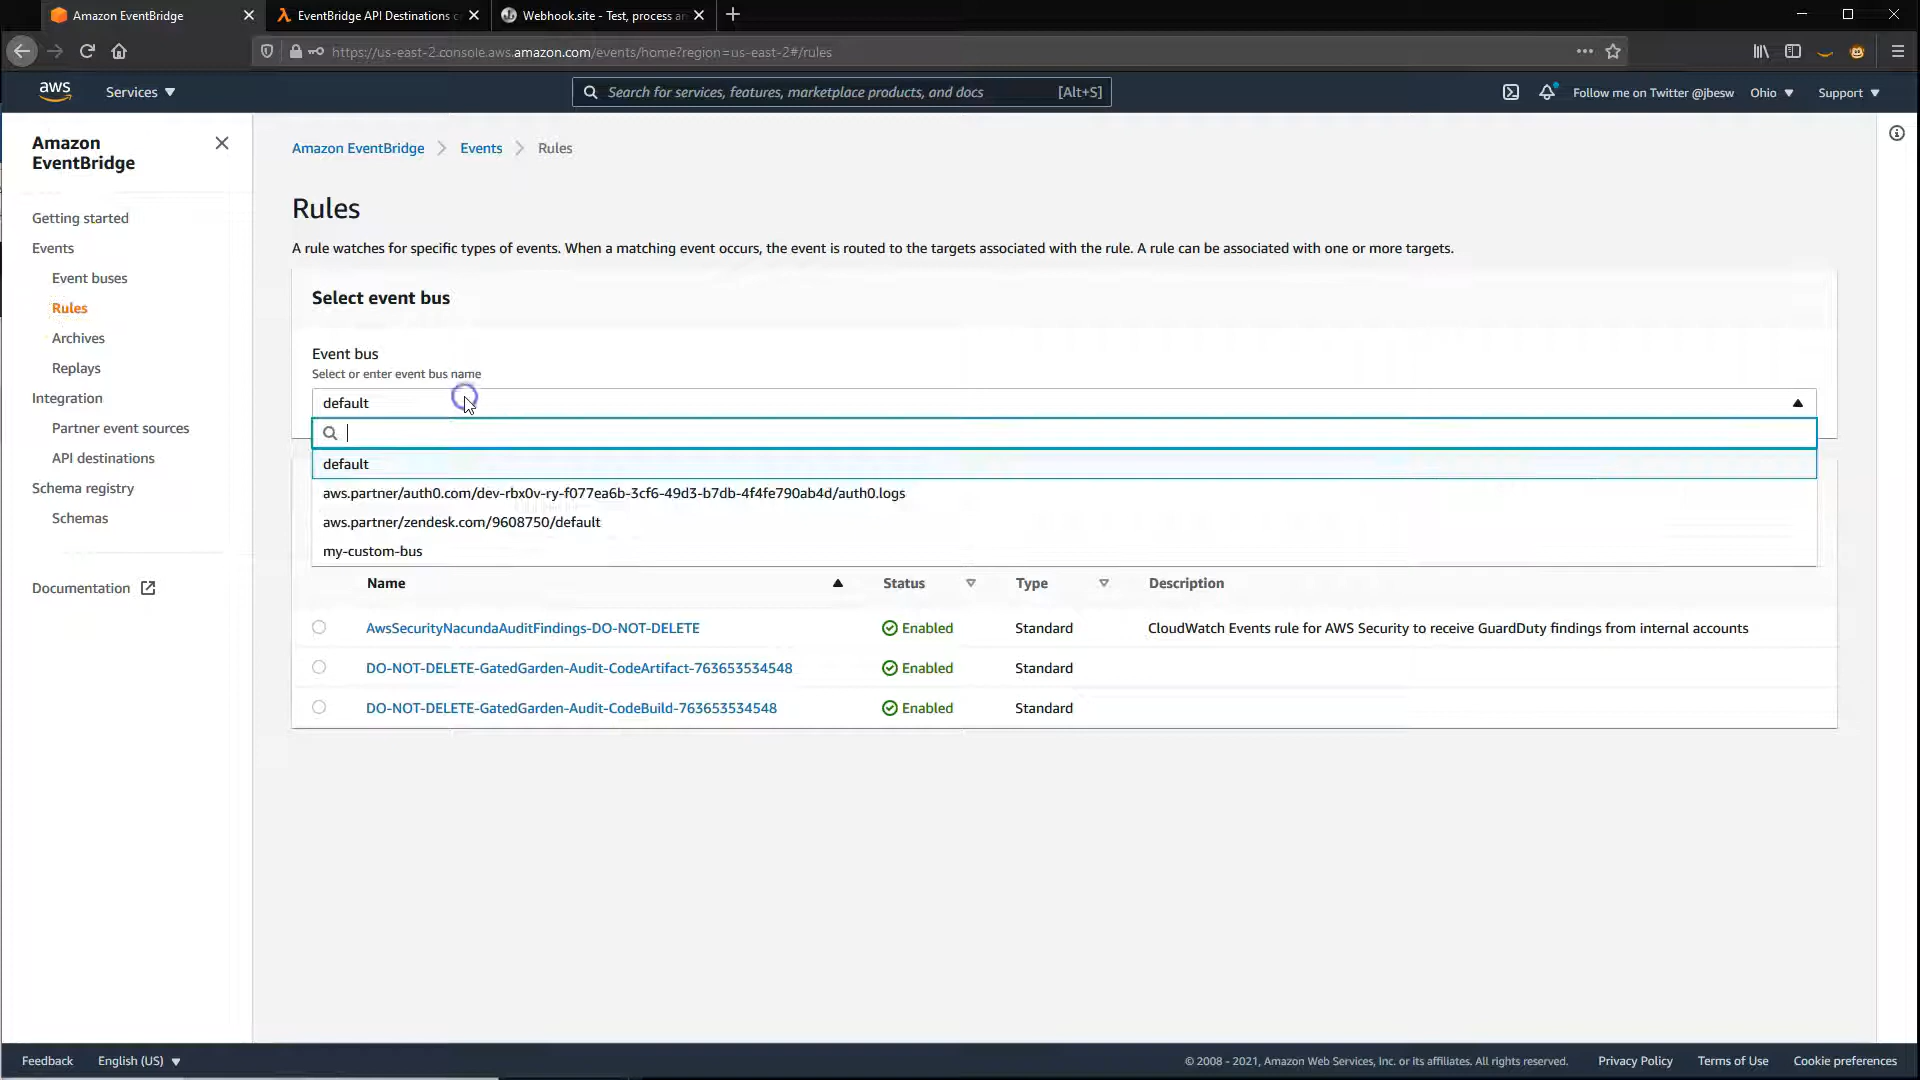 Amazon EventBridge
EventBridge API Destinations
Webhook.site - Test, process
https://us-east-2.console.aws.amazon.com/events/home?region=us-east-2#/rules
aws
Services
Search for services, features, marketplace products, and docs
[Alt+S]
Follow me on Twitter @jbesw
Ohio
Support
Amazon
EventBridge
Getting started
Events
Event buses
Rules
Archives
Replays
Integration
Partner event sources
API destinations
Schema registry
Schemas
Documentation
Amazon EventBridge
Events
Rules
Rules
A rule watches for specific types of events. When a matching event occurs, the event is routed to the targets associated with the rule. A rule can be associated with one or more targets.
Select event bus
Event bus
Select or enter event bus name
default
default
aws.partner/auth0.com/dev-rbx0v-ry-f077ea6b-3cf6-49d3-b7db-4f4fe790ab4d/auth0.logs
aws.partner/zendesk.com/9608750/default
my-custom-bus
Name Status Type Description
AwsSecurityNacundaAuditFindings-DO-NOT-DELETE Enabled Standard CloudWatch Events rule for AWS Security to receive GuardDuty findings from internal accounts
DO-NOT-DELETE-GatedGarden-Audit-CodeArtifact-763653534548 Enabled Standard
DO-NOT-DELETE-GatedGarden-Audit-CodeBuild-763653534548 Enabled Standard
Feedback
English (US)
© 2008 - 2021, Amazon Web Services, Inc. or its affiliates. All rights reserved.
Privacy Policy
Terms of Use
Cookie preferences